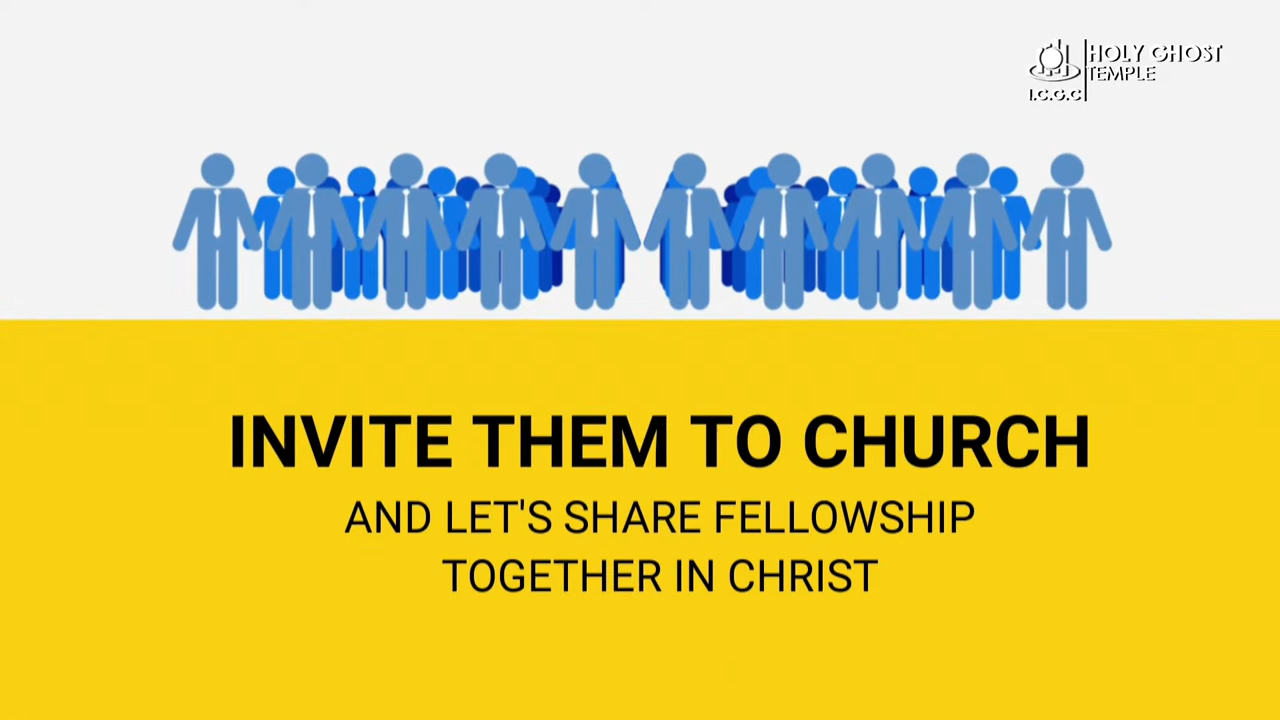 HOLY GHOST
TEMPLE
I.C.G.C
INVITE THEM TO CHURCH
AND LET'S SHARE FELLOWSHIP
TOGETHER IN CHRIST